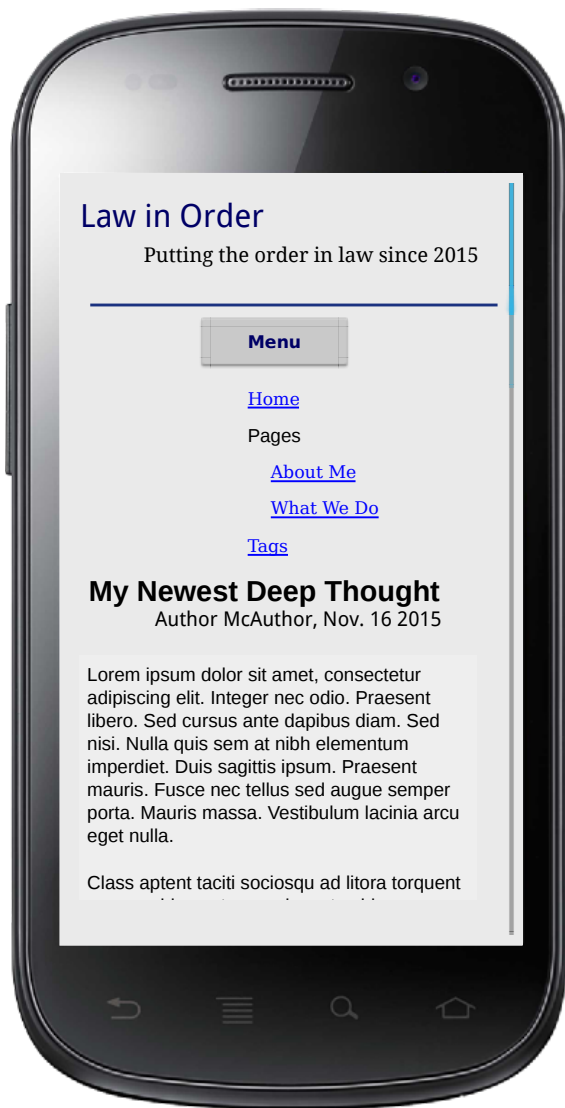 Law in Order
Putting the order in law since 2015
Menu
Home
Pages
About Me
What We Do
Tags
My Newest Deep Thought
Author McAuthor, Nov. 16 2015
Lorem ipsum dolor sit amet, consectetur
adipiscing elit. Integer nec odio. Praesent
libero. Sed cursus ante dapibus diam. Sed
nisi. Nulla quis sem at nibh elementum
imperdiet. Duis sagittis ipsum. Praesent
mauris. Fusce nec tellus sed augue semper
porta. Mauris massa. Vestibulum lacinia arcu
eget nulla.
Class aptent taciti sociosqu ad litora torquent